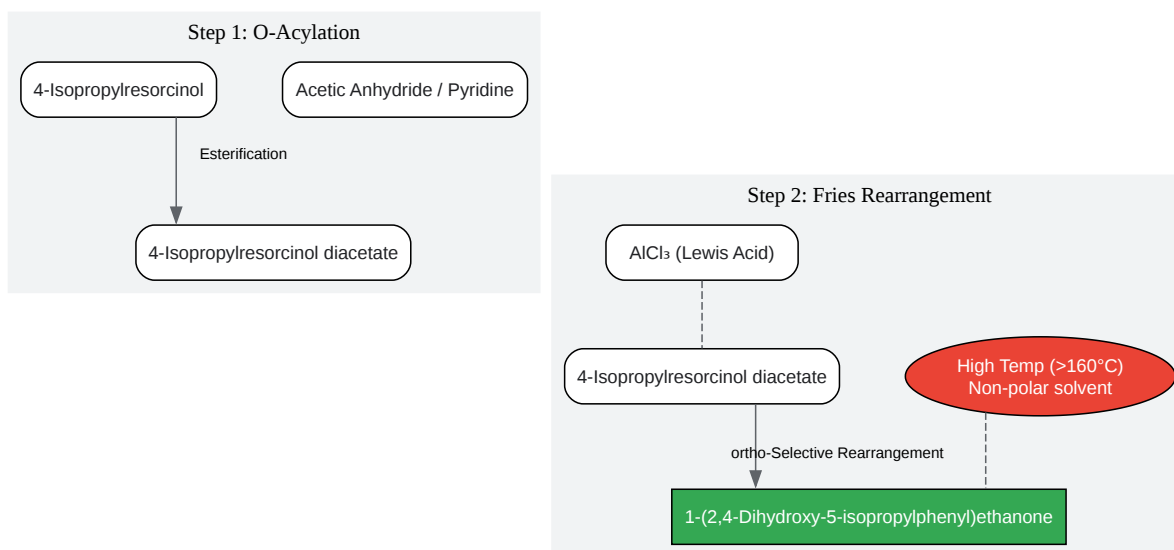 Step 1: O-Acylation
4-Isopropylresorcinol
Acetic Anhydride / Pyridine
Esterification
4-Isopropylresorcinol diacetate
Step 2: Fries Rearrangement
AlCl₃ (Lewis Acid)
4-Isopropylresorcinol diacetate
High Temp (>160°C)
Non-polar solvent
ortho-Selective Rearrangement
1-(2,4-Dihydroxy-5-isopropylphenyl)ethanone